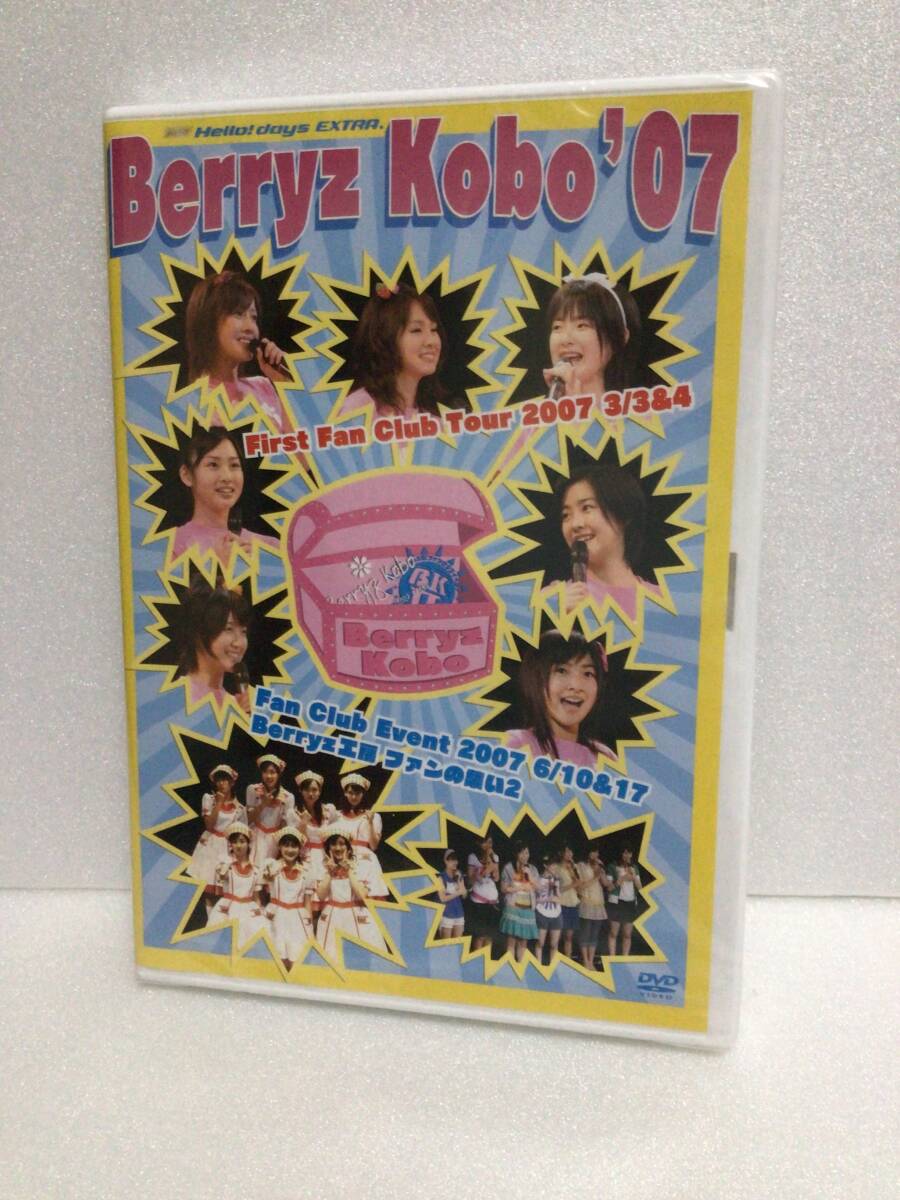 Hello! days EXTRA.
Berryz Kobo '07
First Fan Club Tour 2007 3/3&4
Berryz Kobo
BK
Berryz
Kobo
Fan Club Event 2007 6/10&17
Berryz工房 ファンの集い2
DVD
VIDEO